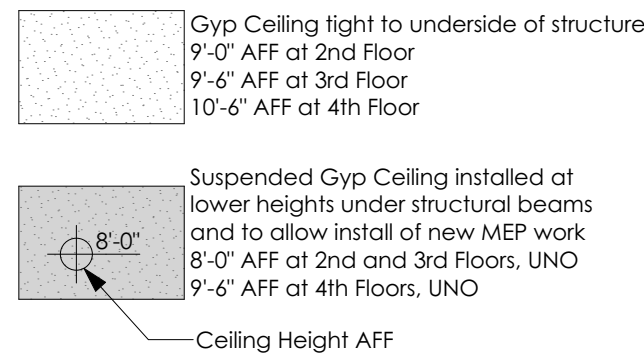 Gyp Ceiling tight to underside of structure
9'-0" AFF at 2nd Floor
9'-6" AFF at 3rd Floor
10'-6" AFF at 4th Floor
Suspended Gyp Ceiling installed at
lower heights under structural beams
and to allow install of new MEP work
8'-0" AFF at 2nd and 3rd Floors, UNO
9'-6" AFF at 4th Floors, UNO
8'-0"
Ceiling Height AFF